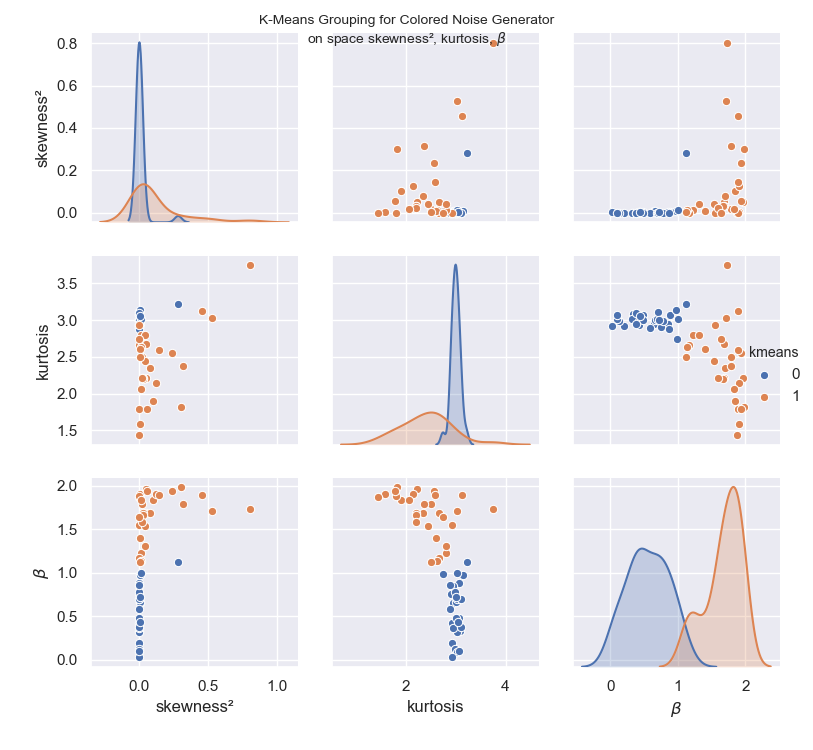 K-Means Grouping for Colored Noise Generator
on space skewness², kurtosis, β
0.8
0.6
0.4
0.2
0.0
skewness²
3.5
3.0
2.5
2.0
1.5
kurtosis
kmeans
0
1
2.0
1.5
1.0
0.5
0.0
β
0.0 0.5 1.0
skewness²
2 4
kurtosis
0 1 2
β